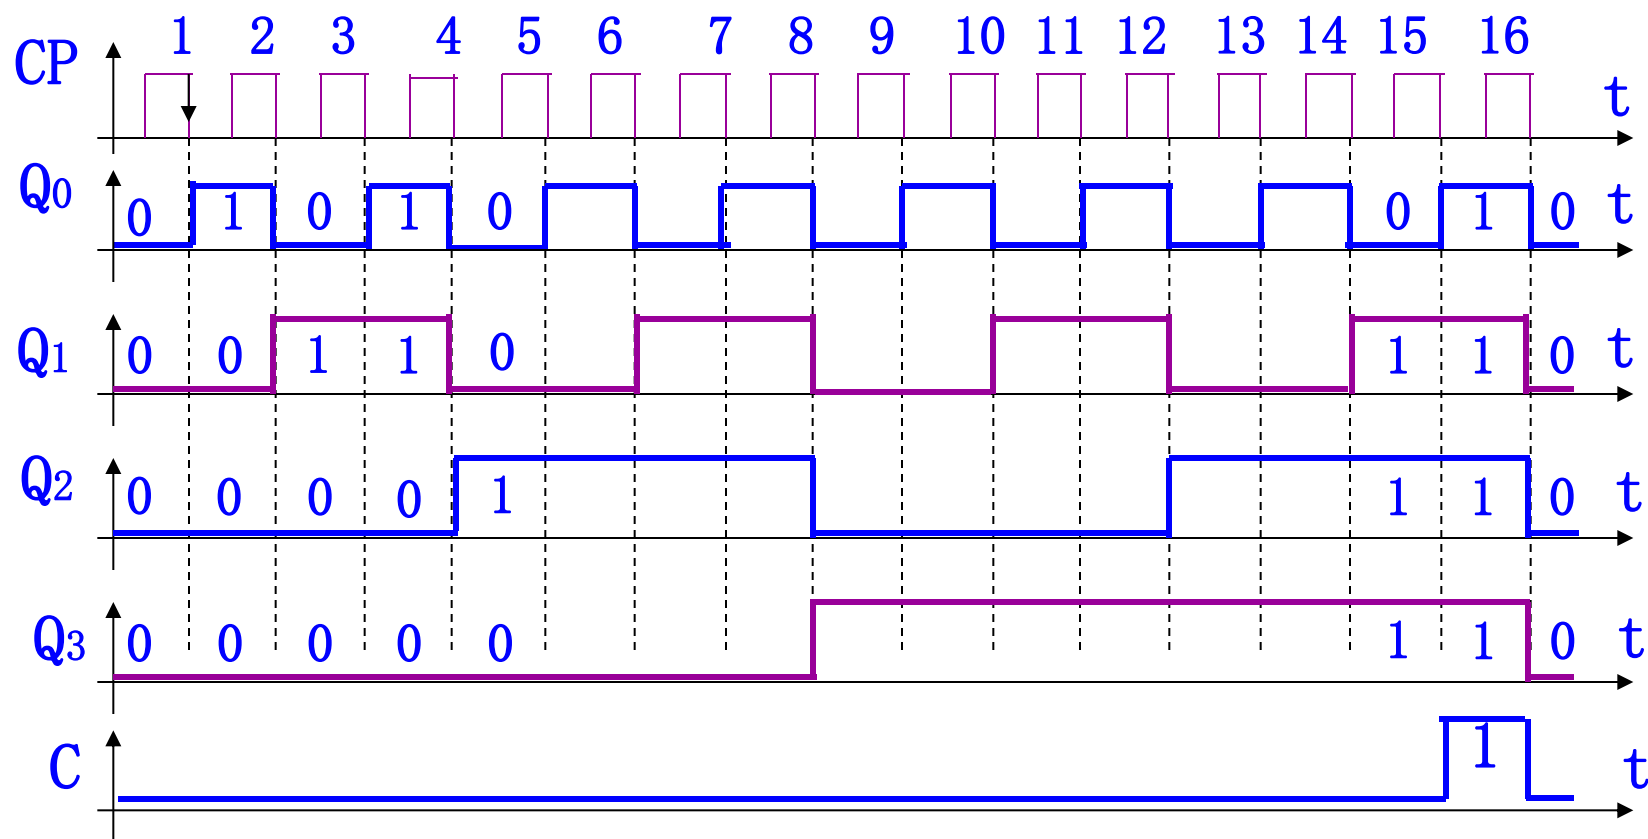 1 2 3 4 5 6 7 8 9 10 11 12 13 14 15 16
CP t
Q0 0 1 0 1 0 0 1 0 t
Q1 0 0 1 1 0 1 1 0 t
Q2 0 0 0 0 1 1 1 0 t
Q3 0 0 0 0 0 1 1 0 t
C 1 t